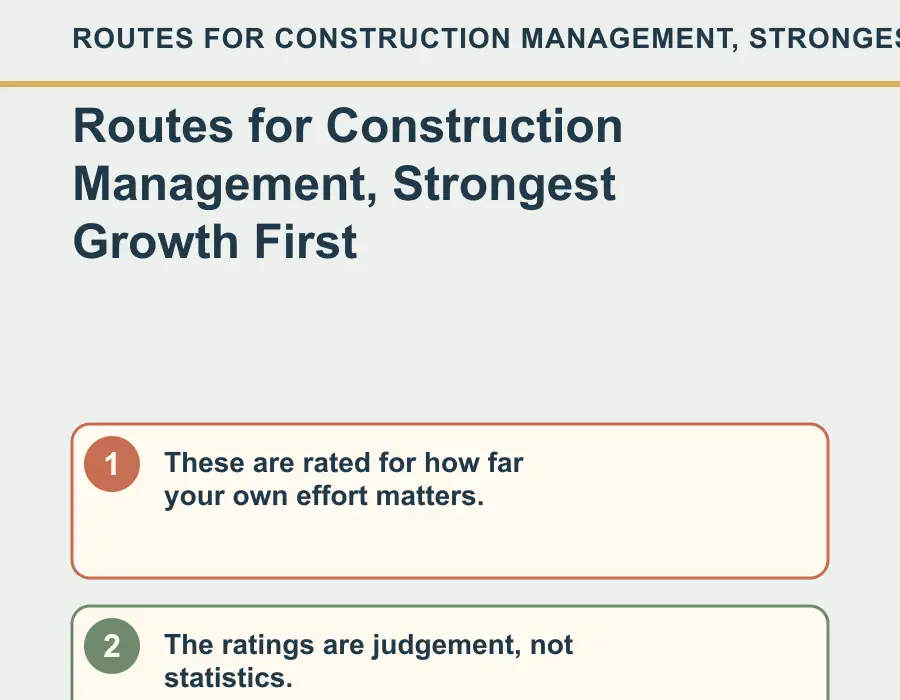 ROUTES FOR CONSTRUCTION MANAGEMENT,
Routes for Construction
Management, Strongest
Growth First
1
These are rated for how far
your own effort matters.
2
The ratings are judgement, not
statistics.